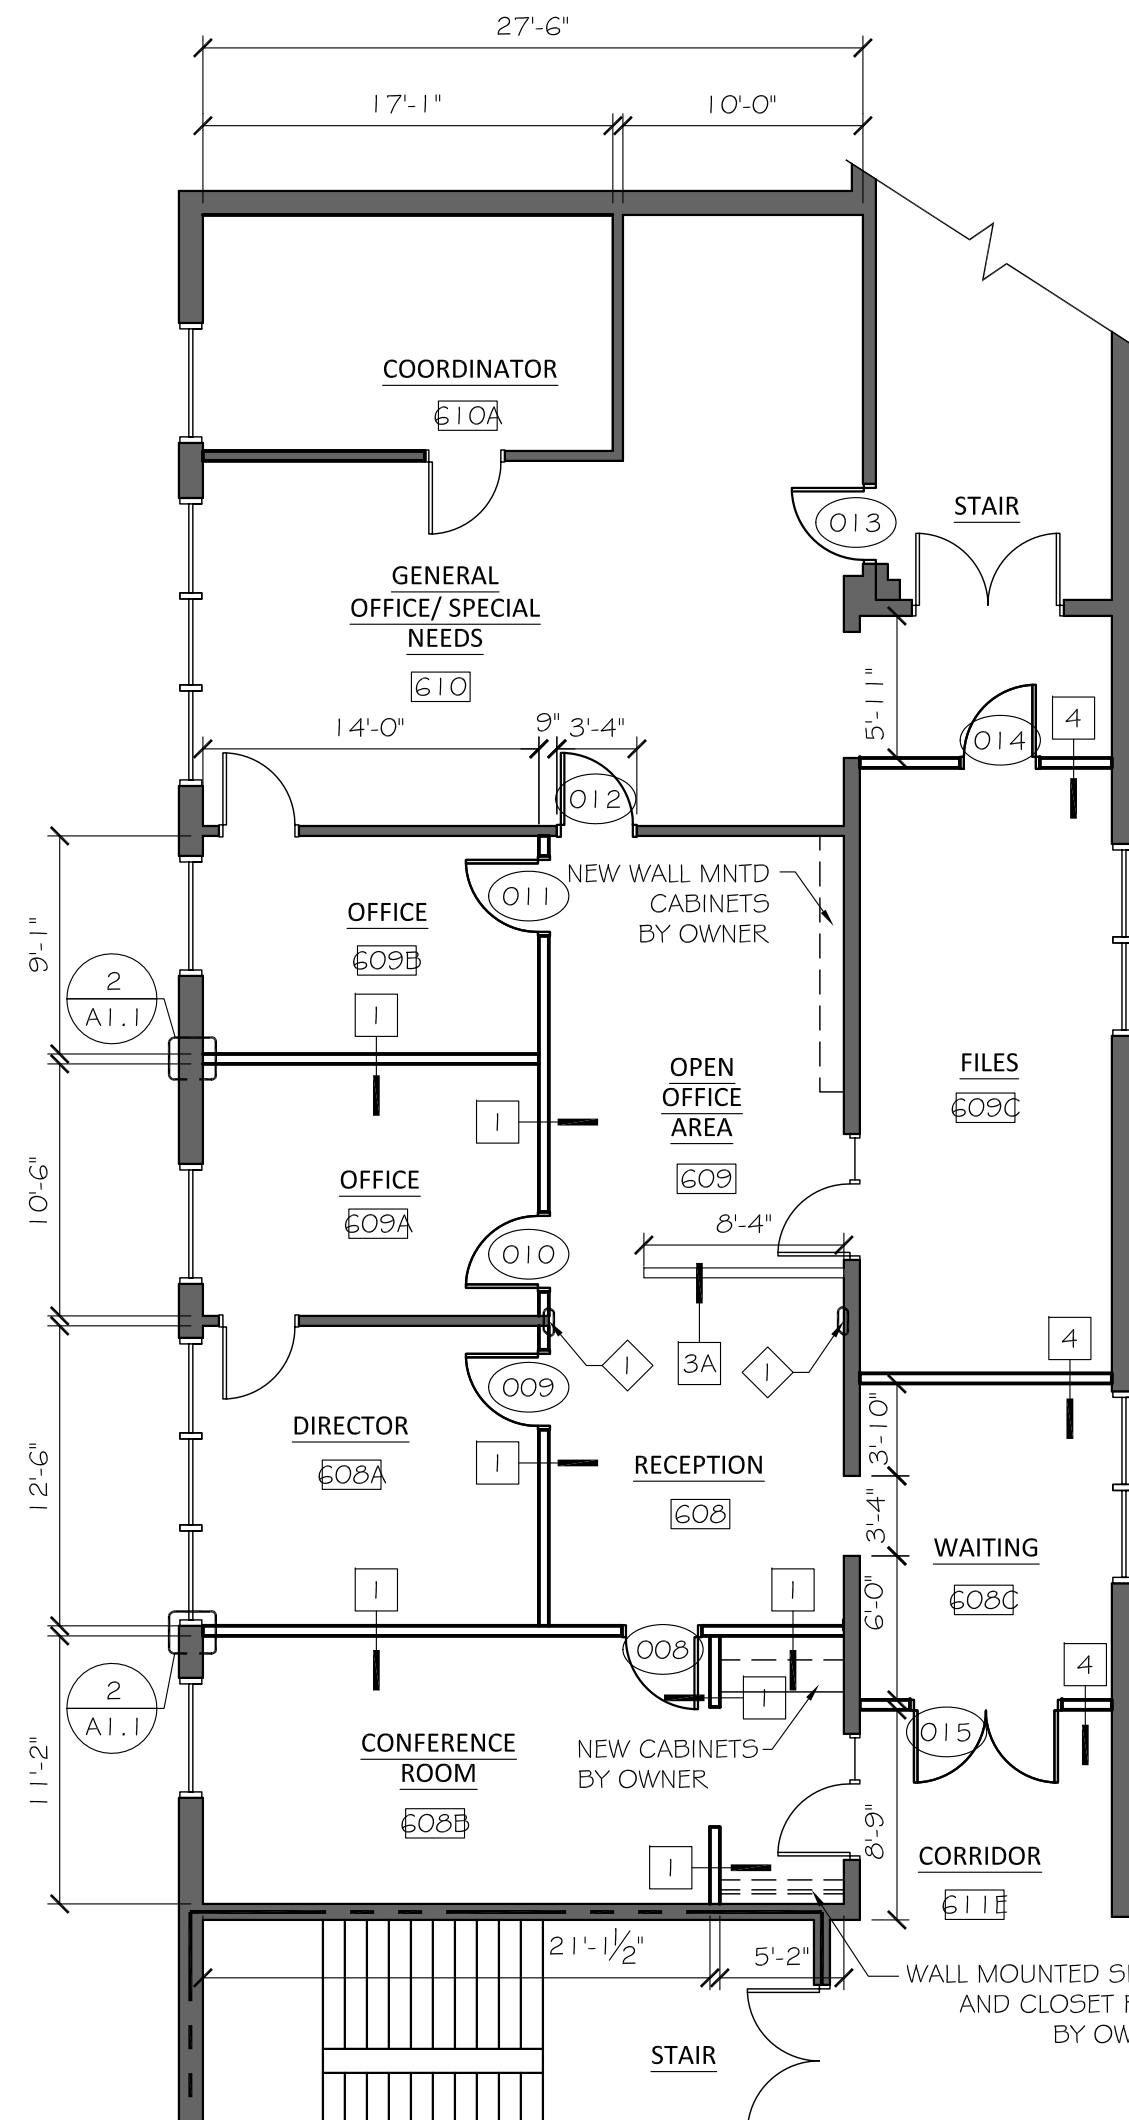 27'-6"
17'-1"
10'-0"
COORDINATOR
610A
013
STAIR
GENERAL
OFFICE/ SPECIAL
NEEDS
610
5'-11"
4
014
14'-0"
9"
3'-4"
012
9'-1"
011
NEW WALL MNTD
CABINETS
BY OWNER
OFFICE
609B
2
A1.1
1
OPEN
OFFICE
AREA
609
FILES
609C
1
10'-6"
OFFICE
609A
010
8'-4"
1
3A
1
4
009
3'-10"
12'-6"
DIRECTOR
608A
1
RECEPTION
608
3'-4"
WAITING
608C
1
1
6'-0"
008
4
2
A1.1
1
015
11'-2"
CONFERENCE
ROOM
608B
NEW CABINETS
BY OWNER
1
8'-9"
CORRIDOR
611E
21'-1½"
5'-2"
WALL MOUNTED
AND CLOSET
BY
STAIR